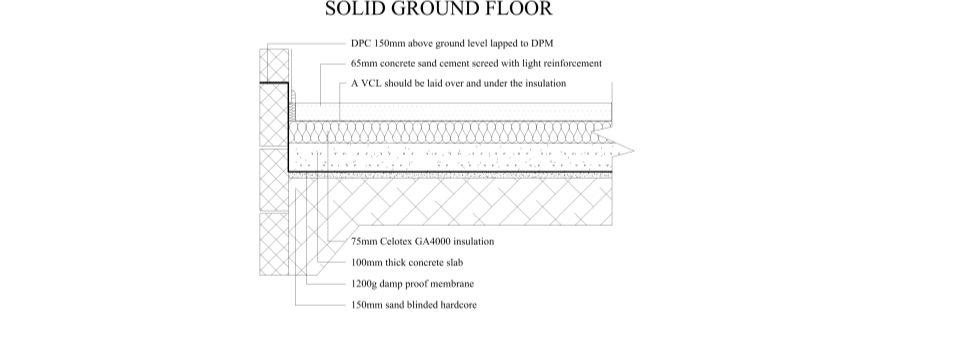 SOLID GROUND FLOOR
DPC 150mm above ground level lapped to DPM
65mm concrete sand cement screed with light reinforcement
A VCL should be laid over and under the insulation
75mm Celotex GA4000 insulation
100mm thick concrete slab
1200g damp proof membrane
150mm sand blinded hardcore